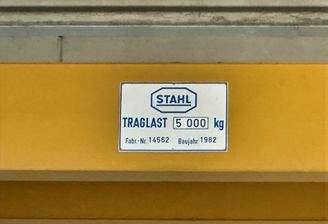 STAHL
TRAGLAST 5 000 kg
Fabr.-Nr. 14562 Baujahr 1982